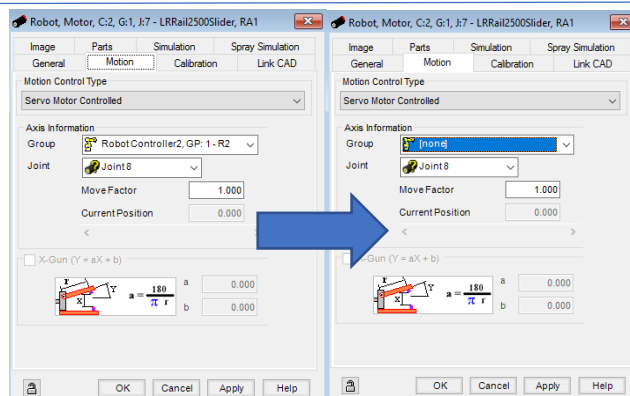 Robot, Motor, C:2, G:1, J:7 - LRRail2500Slider, RA1
Image Parts Simulation Spray Simulation
General Motion Calibration Link CAD
Motion Control Type
Servo Motor Controlled
Axis Information
Group Robot Controller2, GP: 1 - R2
Joint Joint8
Move Factor 1.000
Current Position 0.000
X-Gun (Y = aX + b)
r X Y a = 180 / π r
a 0.000
b 0.000
OK Cancel Apply Help
Robot, Motor, C:2, G:1, J:7 - LRRail2500Slider, RA1
Image Parts Simulation Spray Simulation
General Motion Calibration Link CAD
Motion Control Type
Servo Motor Controlled
Axis Information
Group [none]
Joint Joint8
Move Factor 1.000
Current Position 0.000
X-Gun (Y = aX + b)
r X Y a = 180 / π r
a 0.000
b 0.000
OK Cancel Apply Help